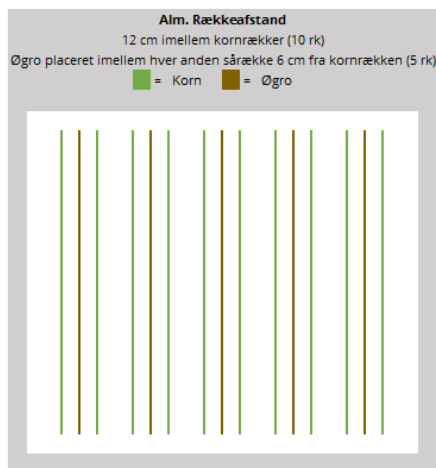 Alm. Rækkeafstand
12 cm imellem kornrækker (10 rk)
Øgro placeret imellem hver anden sårække 6 cm fra kornrækken (5 rk)
= Korn = Øgro